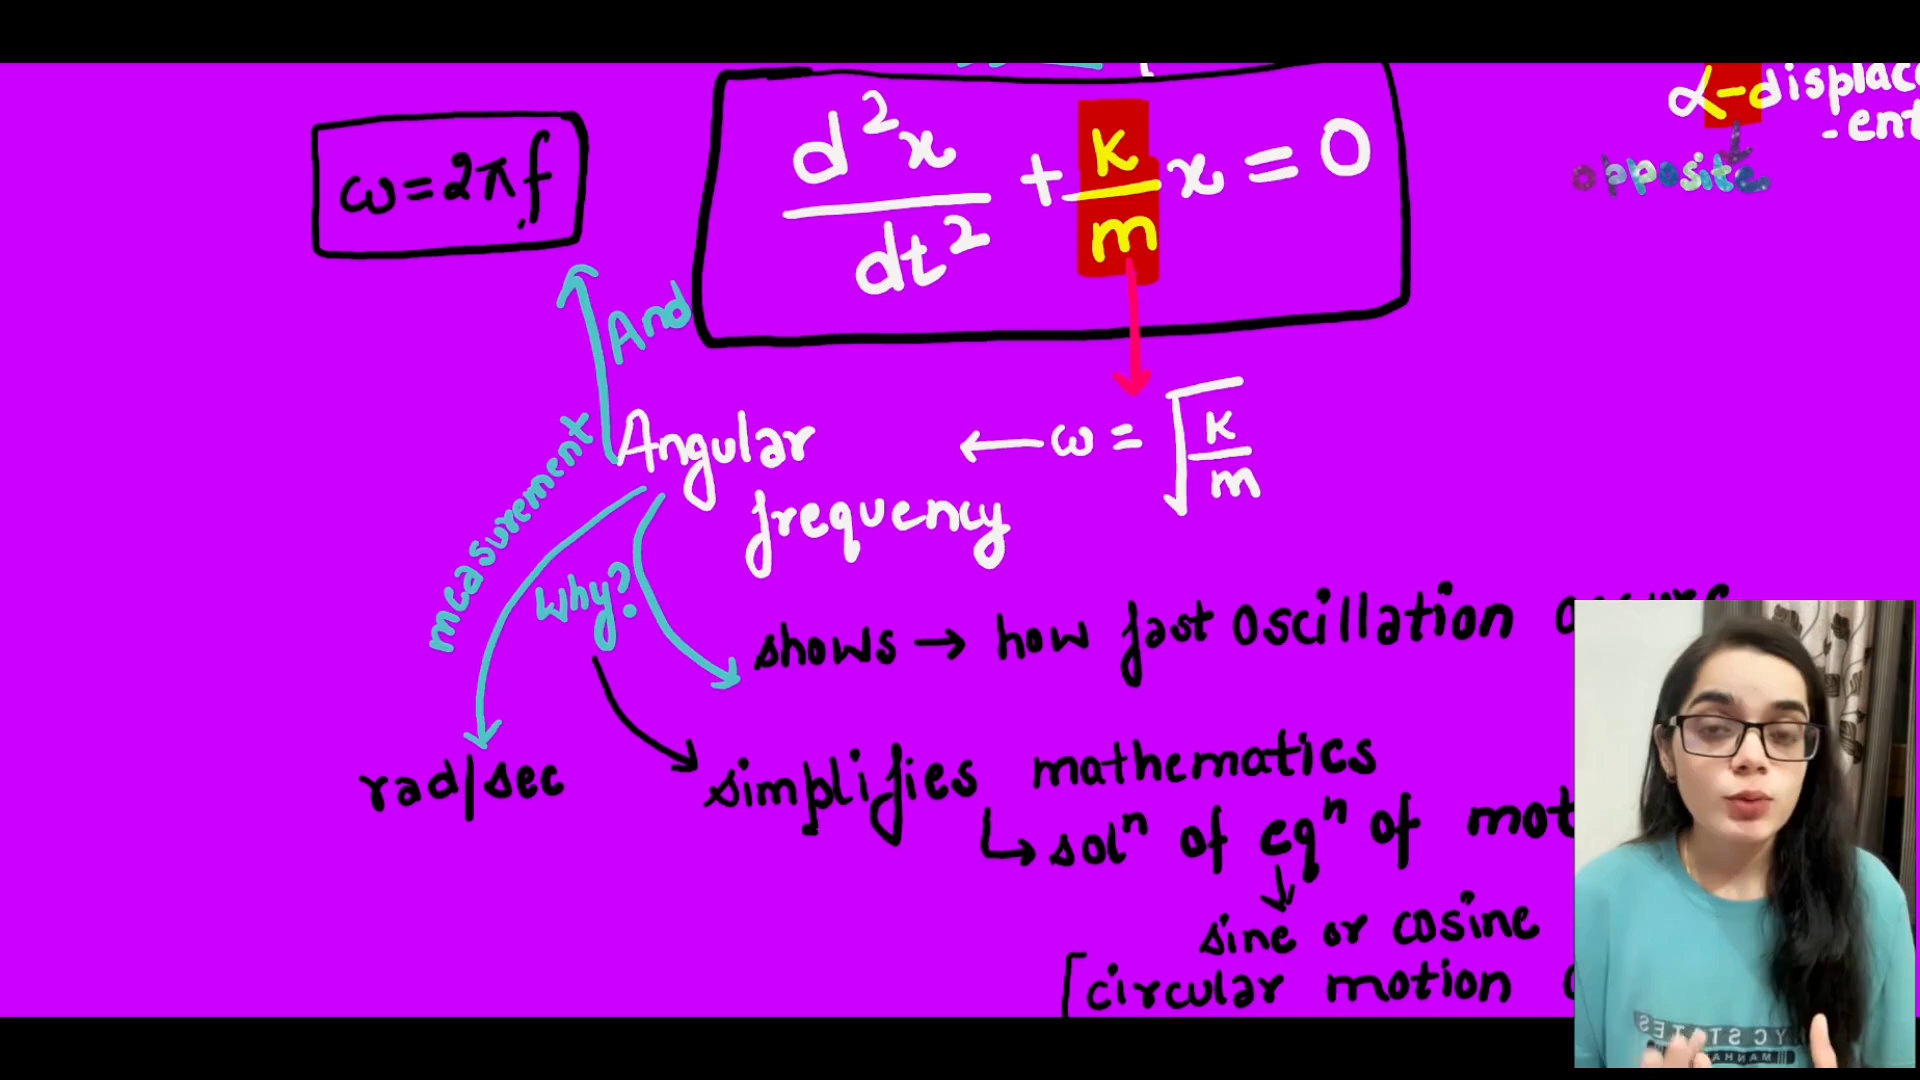 ∝-displac
-ent
opposite
ω=2πf
d²x/dt² + k/m x = 0
And
Angular
frequency
← ω = √k/m
measurement
Why?
shows → how fast oscillation
rad/sec
simplifies mathematics
↳ solⁿ of eqⁿ of mot
↓
sine or cosine
[circular motion